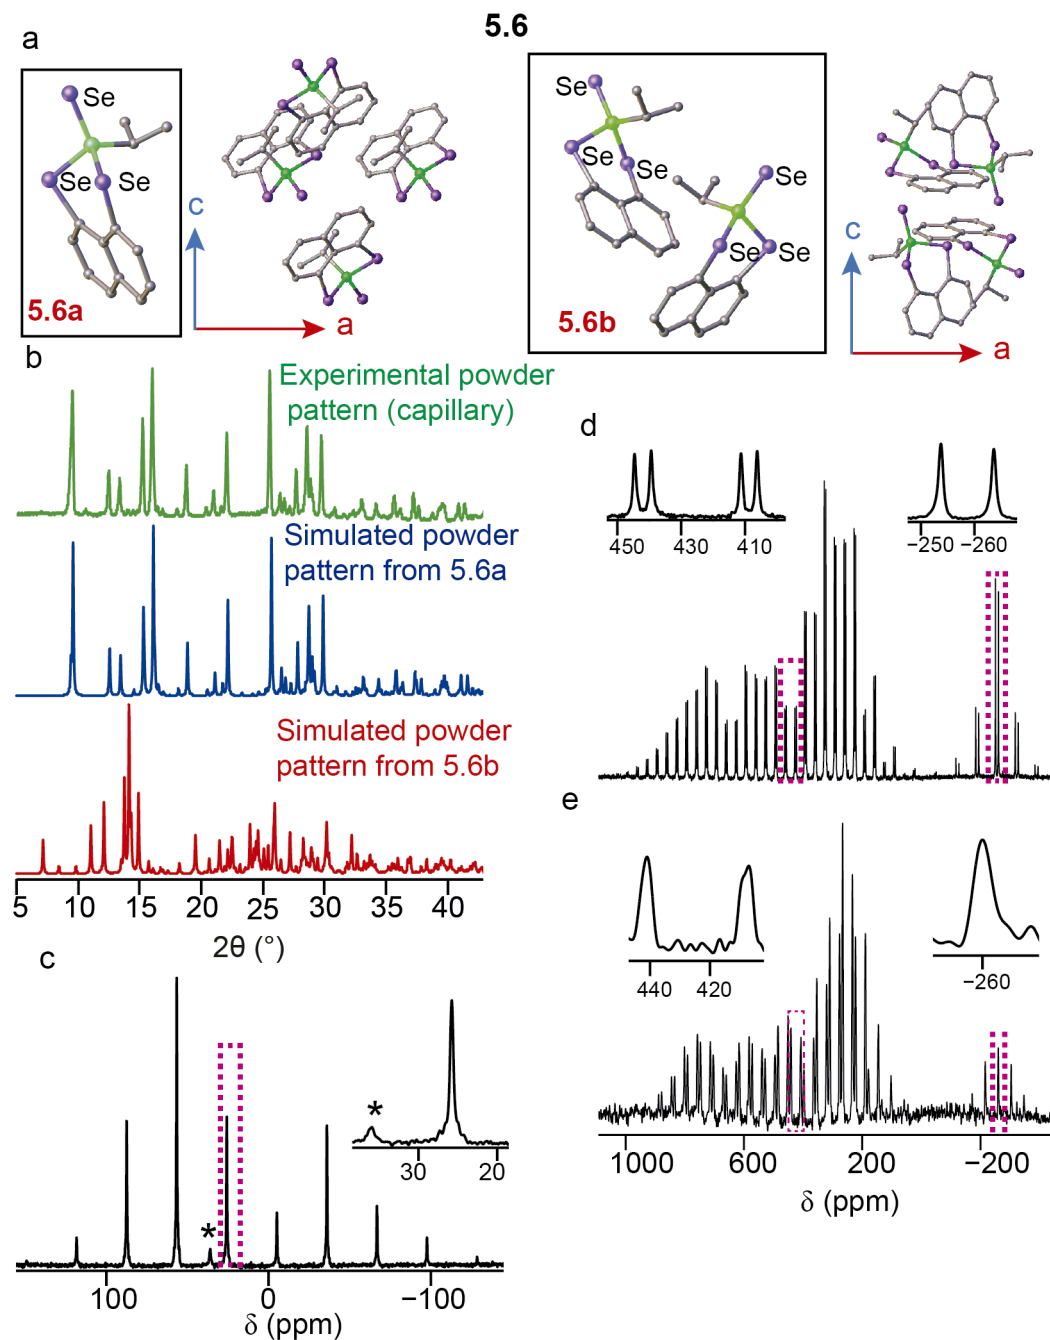 5.6
a
Se
Se
Se
5.6a
c
a
Se
Se
Se
Se
Se
Se
5.6b
c
a
b
Experimental powder
pattern (capillary)
Simulated powder
pattern from 5.6a
Simulated powder
pattern from 5.6b
5 10 15 20 25 30 35 40
2θ (°)
c
*
*
30 20
100 0 −100
δ (ppm)
d
450 430 410
−250 −260
e
440 420
−260
1000 600 200 −200
δ (ppm)